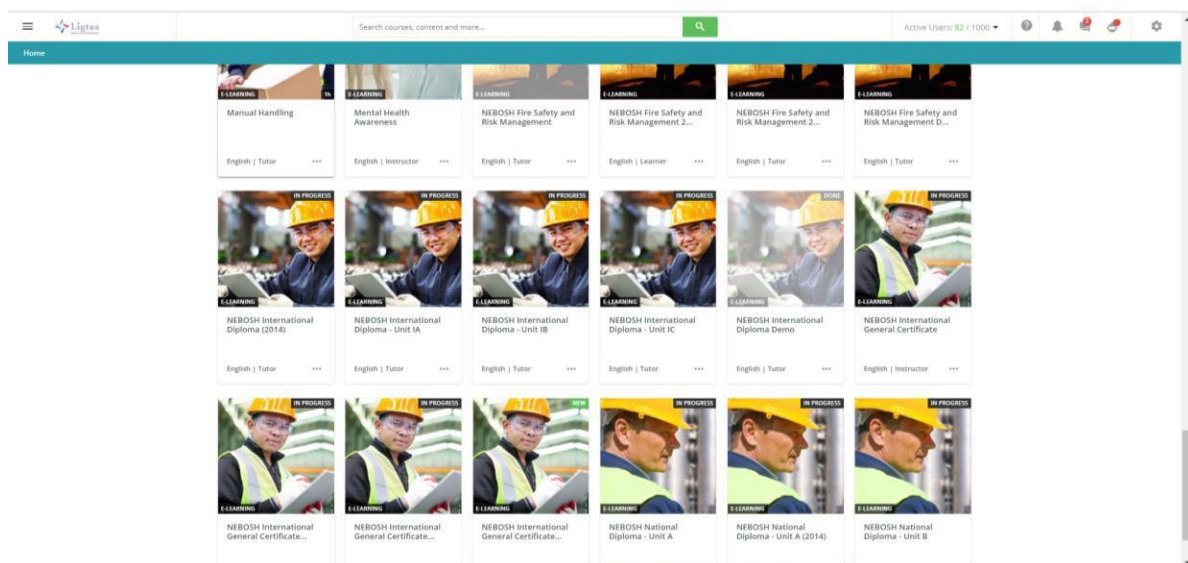 Ligtas
Search courses, content and more...
Active Users: 82 / 1000
2
Home
E-LEARNING 1h E-LEARNING E-LEARNING E-LEARNING E-LEARNING E-LEARNING
Manual Handling Mental Health NEBOSH Fire Safety and NEBOSH Fire Safety and NEBOSH Fire Safety and NEBOSH Fire Safety and
Awareness Risk Management Risk Management 2... Risk Management 2... Risk Management D...
English | Tutor ••• English | Instructor ••• English | Tutor ••• English | Learner ••• English | Tutor ••• English | Tutor •••
IN PROGRESS IN PROGRESS IN PROGRESS IN PROGRESS DONE IN PROGRESS
E-LEARNING E-LEARNING E-LEARNING E-LEARNING E-LEARNING E-LEARNING
NEBOSH International NEBOSH International NEBOSH International NEBOSH International NEBOSH International NEBOSH International
Diploma (2014) Diploma - Unit IA Diploma - Unit IB Diploma - Unit IC Diploma Demo General Certificate
English | Tutor ••• English | Tutor ••• English | Tutor ••• English | Tutor ••• English | Tutor ••• English | Instructor •••
IN PROGRESS IN PROGRESS NEW IN PROGRESS IN PROGRESS IN PROGRESS
E-LEARNING E-LEARNING E-LEARNING E-LEARNING E-LEARNING E-LEARNING
NEBOSH International NEBOSH International NEBOSH International NEBOSH National NEBOSH National NEBOSH National
General Certificate... General Certificate... General Certificate... Diploma - Unit A Diploma - Unit A (2014) Diploma - Unit B